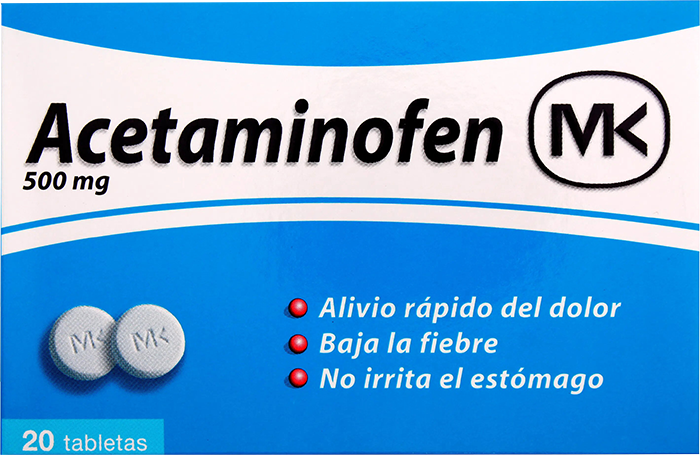 Acetaminofen MK
500 mg
MK MK
Alivio rápido del dolor
Baja la fiebre
No irrita el estómago
20 tabletas